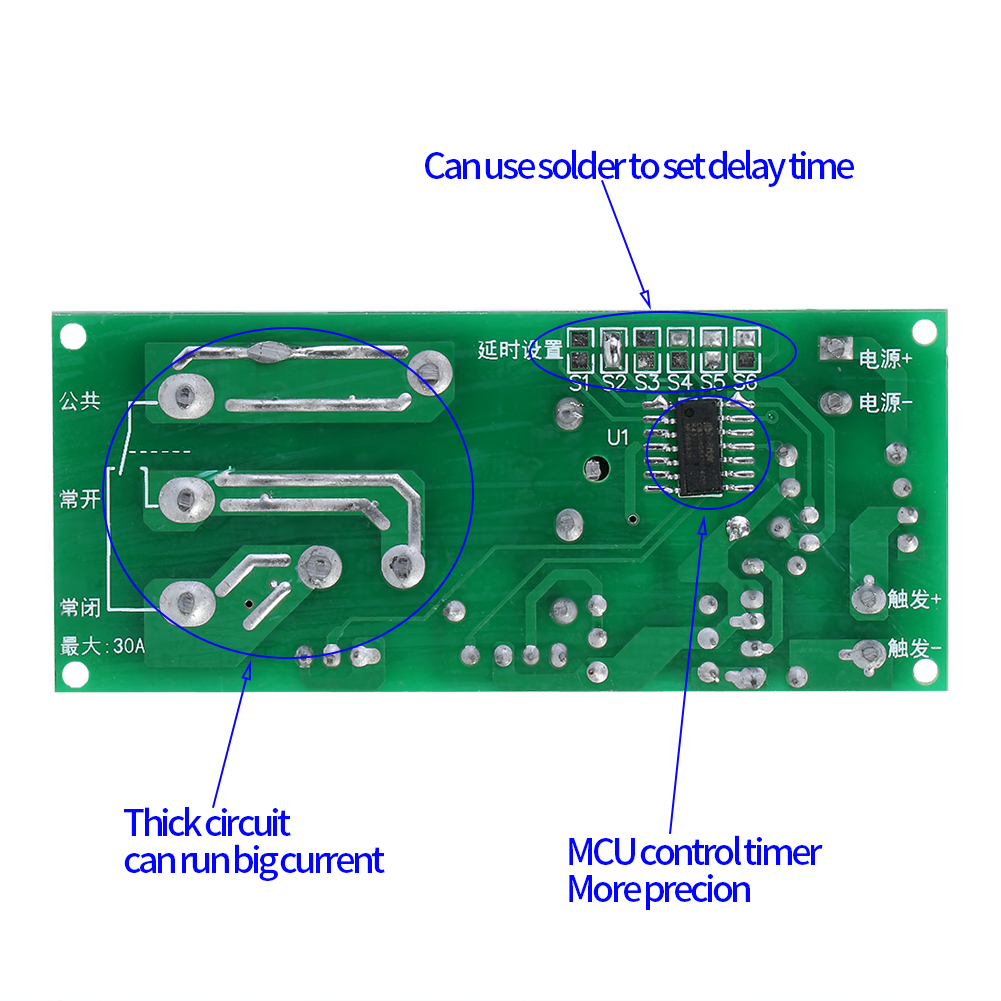 Can use solder to set delay time
延时设置
S1 S2 S3 S4 S5 S6
电源+
公共
电源-
U1
常开
常闭
触发+
最大:30A
触发-
Thick circuit
can run big current
MCU control timer
More precion